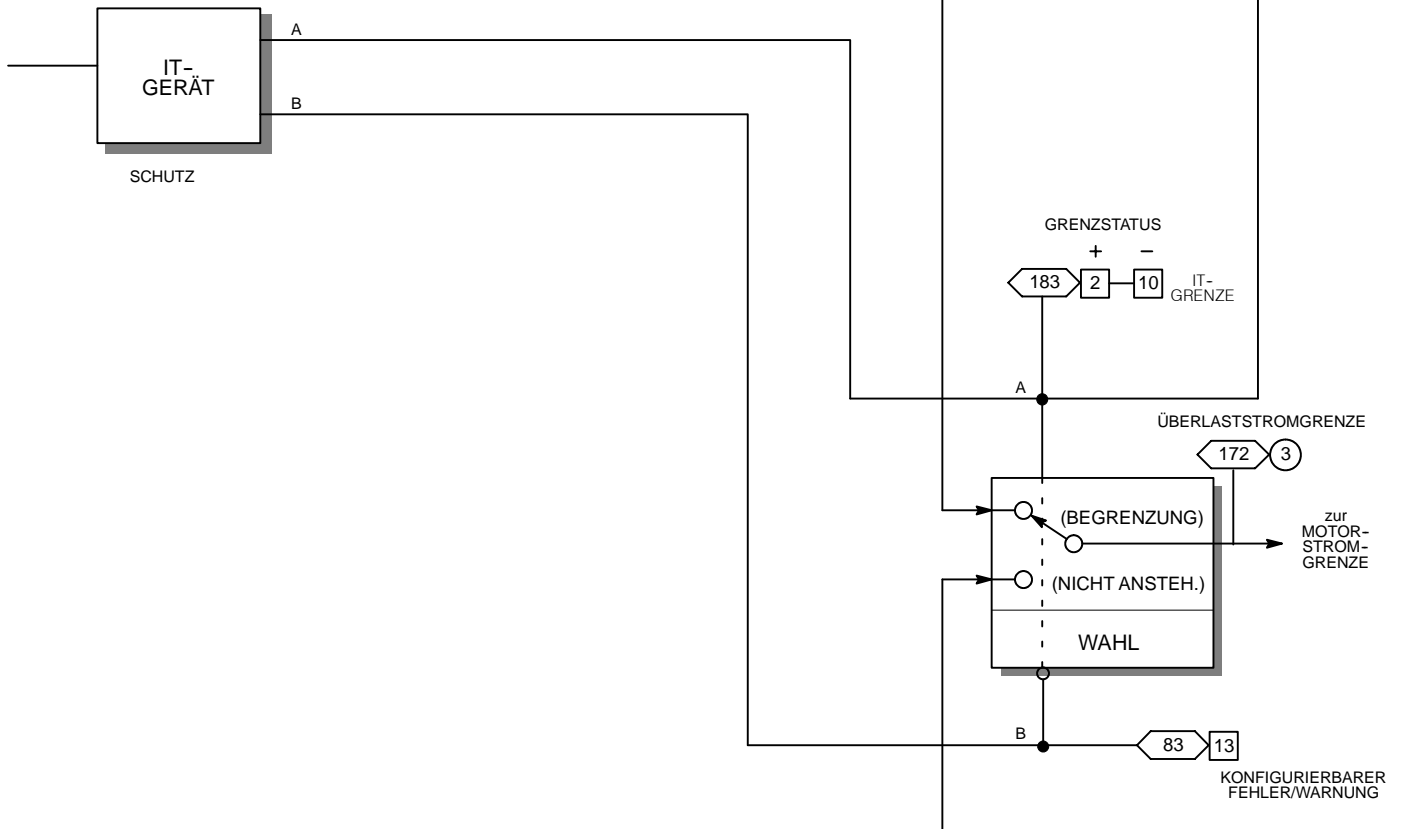 A
IT-
GERÄT
B
SCHUTZ
GRENZSTATUS
+ −
183 2 10 IT-
GRENZE
A
ÜBERLASTSTROMGRENZE
172 3
(BEGRENZUNG)
zur
MOTOR-
STROM-
GRENZE
(NICHT ANSTEH.)
WAHL
B
83 13
KONFIGURIERBARER
FEHLER/WARNUNG